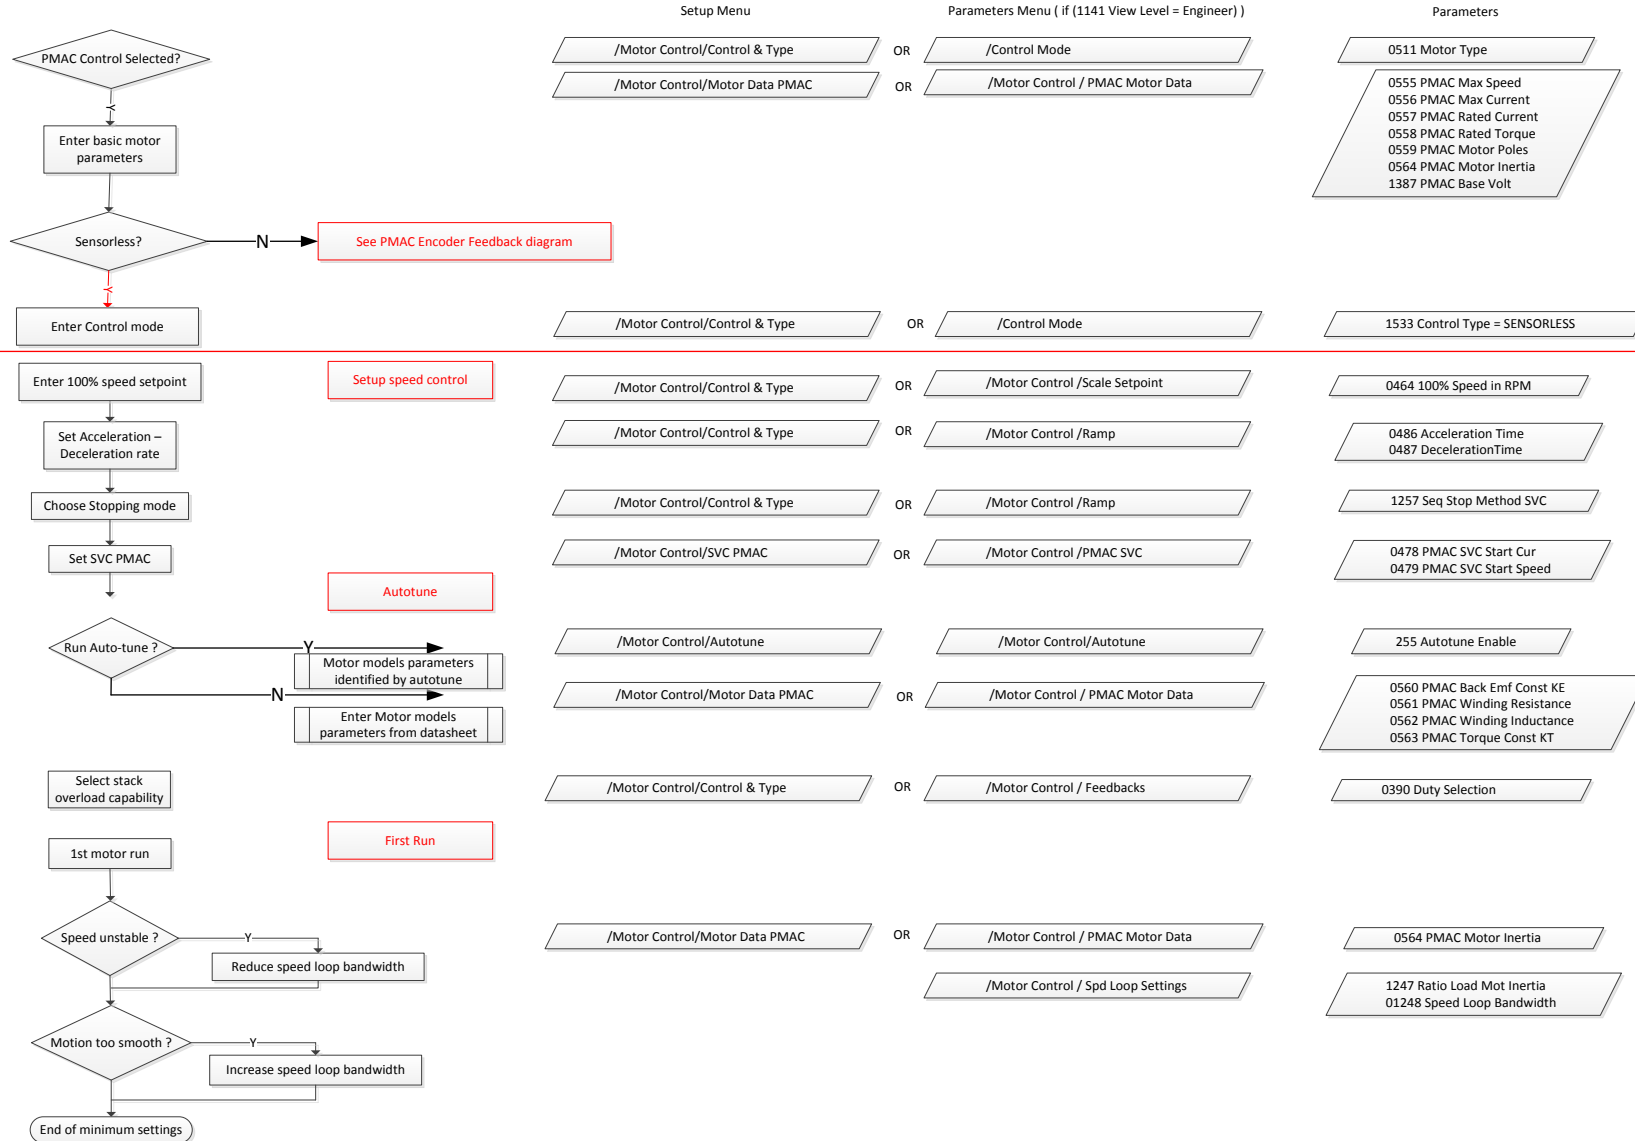 Setup Menu
Parameters Menu ( if (1141 View Level = Engineer) )
Parameters
PMAC Control Selected?
/Motor Control/Control & Type
OR
/Control Mode
0511 Motor Type
/Motor Control/Motor Data PMAC
OR
/Motor Control / PMAC Motor Data
0555 PMAC Max Speed
0556 PMAC Max Current
0557 PMAC Rated Current
0558 PMAC Rated Torque
0559 PMAC Motor Poles
0564 PMAC Motor Inertia
1387 PMAC Base Volt
Y
Enter basic motor
parameters
Sensorless?
N
See PMAC Encoder Feedback diagram
Y
Enter Control mode
/Motor Control/Control & Type
OR
/Control Mode
1533 Control Type = SENSORLESS
Enter 100% speed setpoint
Setup speed control
/Motor Control/Control & Type
OR
/Motor Control /Scale Setpoint
0464 100% Speed in RPM
Set Acceleration –
Deceleration rate
/Motor Control/Control & Type
OR
/Motor Control /Ramp
0486 Acceleration Time
0487 DecelerationTime
Choose Stopping mode
/Motor Control/Control & Type
OR
/Motor Control /Ramp
1257 Seq Stop Method SVC
Set SVC PMAC
/Motor Control/SVC PMAC
OR
/Motor Control /PMAC SVC
0478 PMAC SVC Start Cur
0479 PMAC SVC Start Speed
Autotune
Run Auto-tune ?
Y
Motor models parameters
identified by autotune
/Motor Control/Autotune
/Motor Control/Autotune
255 Autotune Enable
N
Enter Motor models
parameters from datasheet
/Motor Control/Motor Data PMAC
OR
/Motor Control / PMAC Motor Data
0560 PMAC Back Emf Const KE
0561 PMAC Winding Resistance
0562 PMAC Winding Inductance
0563 PMAC Torque Const KT
Select stack
overload capability
/Motor Control/Control & Type
OR
/Motor Control / Feedbacks
0390 Duty Selection
First Run
1st motor run
Speed unstable ?
Y
Reduce speed loop bandwidth
/Motor Control/Motor Data PMAC
OR
/Motor Control / PMAC Motor Data
0564 PMAC Motor Inertia
/Motor Control / Spd Loop Settings
1247 Ratio Load Mot Inertia
01248 Speed Loop Bandwidth
Motion too smooth ?
Y
Increase speed loop bandwidth
End of minimum settings